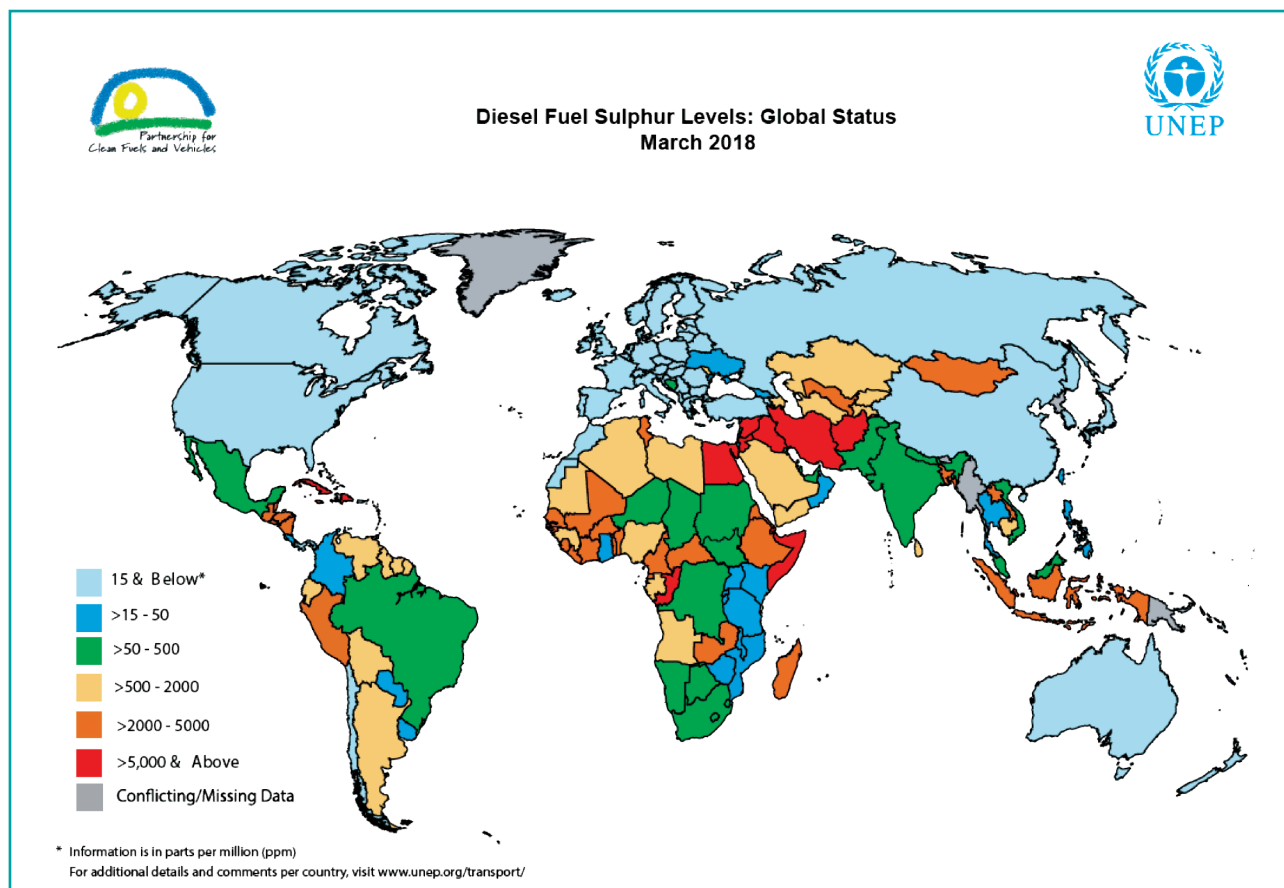 Partnership for
Clean Fuels and Vehicles
Diesel Fuel Sulphur Levels: Global Status
March 2018
UNEP
15 & Below*
>15 - 50
>50 - 500
>500 - 2000
>2000 - 5000
>5,000 & Above
Conflicting/Missing Data
* Information is in parts per million (ppm)
For additional details and comments per country, visit www.unep.org/transport/